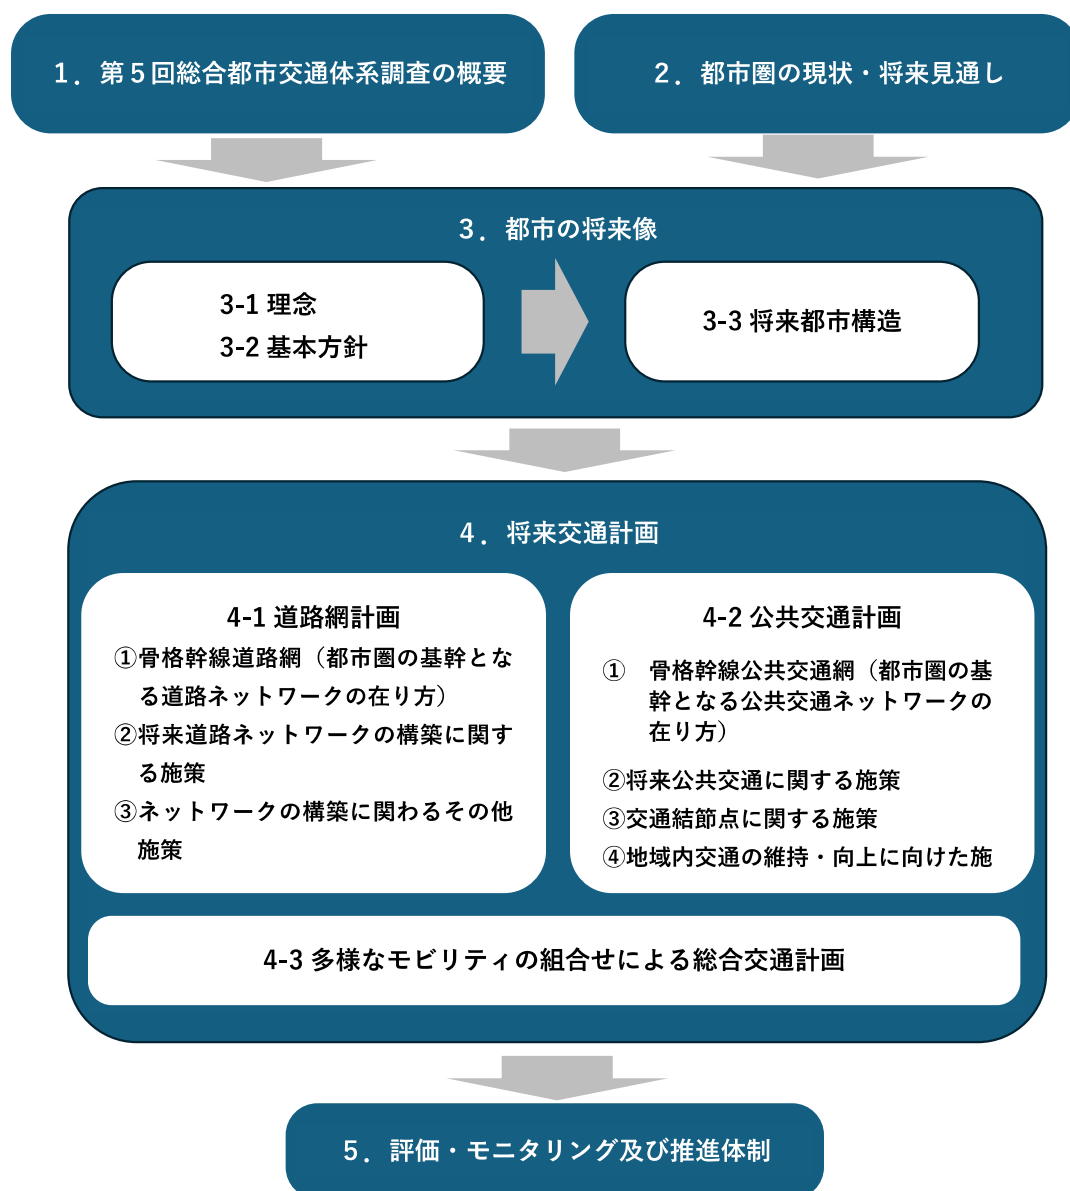 1．第5回総合都市交通体系調査の概要
2．都市圏の現状・将来見通し
3．都市の将来像
3-1 理念
3-2 基本方針
3-3 将来都市構造
4．将来交通計画
4-1 道路網計画
①骨格幹線道路網（都市圏の基幹とな
る道路ネットワークの在り方）
②将来道路ネットワークの構築に関す
る施策
③ネットワークの構築に関わるその他
施策
4-2 公共交通計画
①　骨格幹線公共交通網（都市圏の基
幹となる公共交通ネットワークの
在り方）
②将来公共交通に関する施策
③交通結節点に関する施策
④地域内交通の維持・向上に向けた施
4-3 多様なモビリティの組合せによる総合交通計画
5．評価・モニタリング及び推進体制